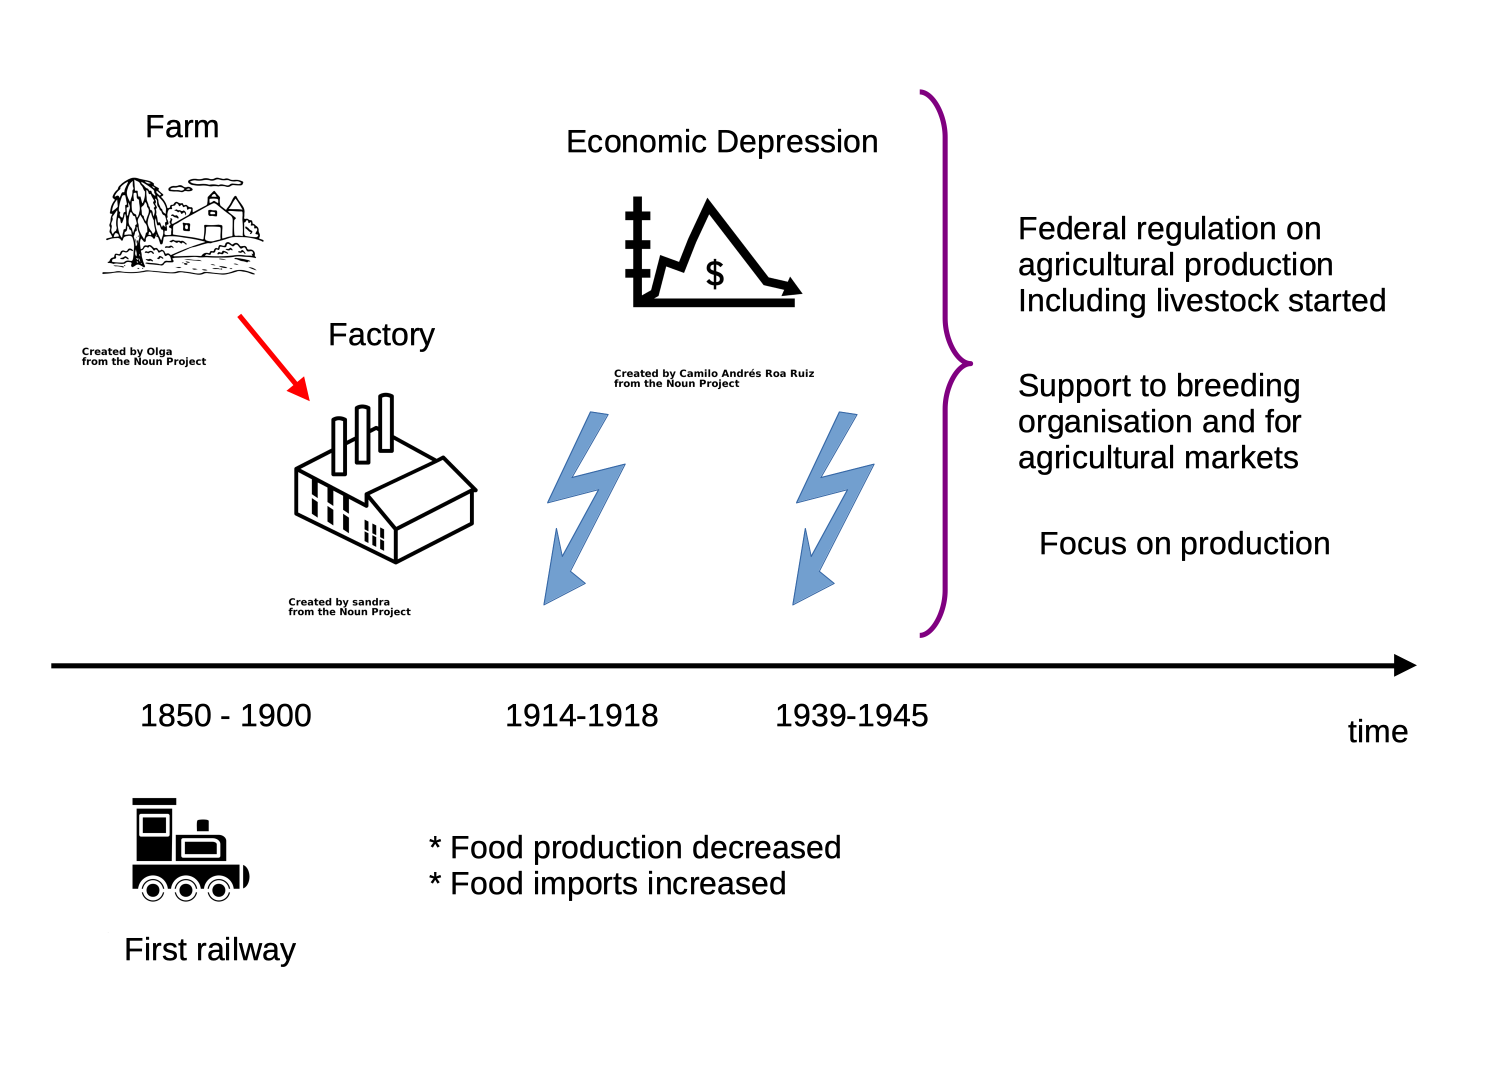 Farm
Economic Depression
$
Created by Olga
from the Noun Project
Factory
Created by Camilo Andrés Roa Ruiz
from the Noun Project
Created by sandra
from the Noun Project
Federal regulation on
agricultural production
Including livestock started
Support to breeding
organisation and for
agricultural markets
Focus on production
1850 - 1900
1914-1918
1939-1945
time
* Food production decreased
* Food imports increased
First railway